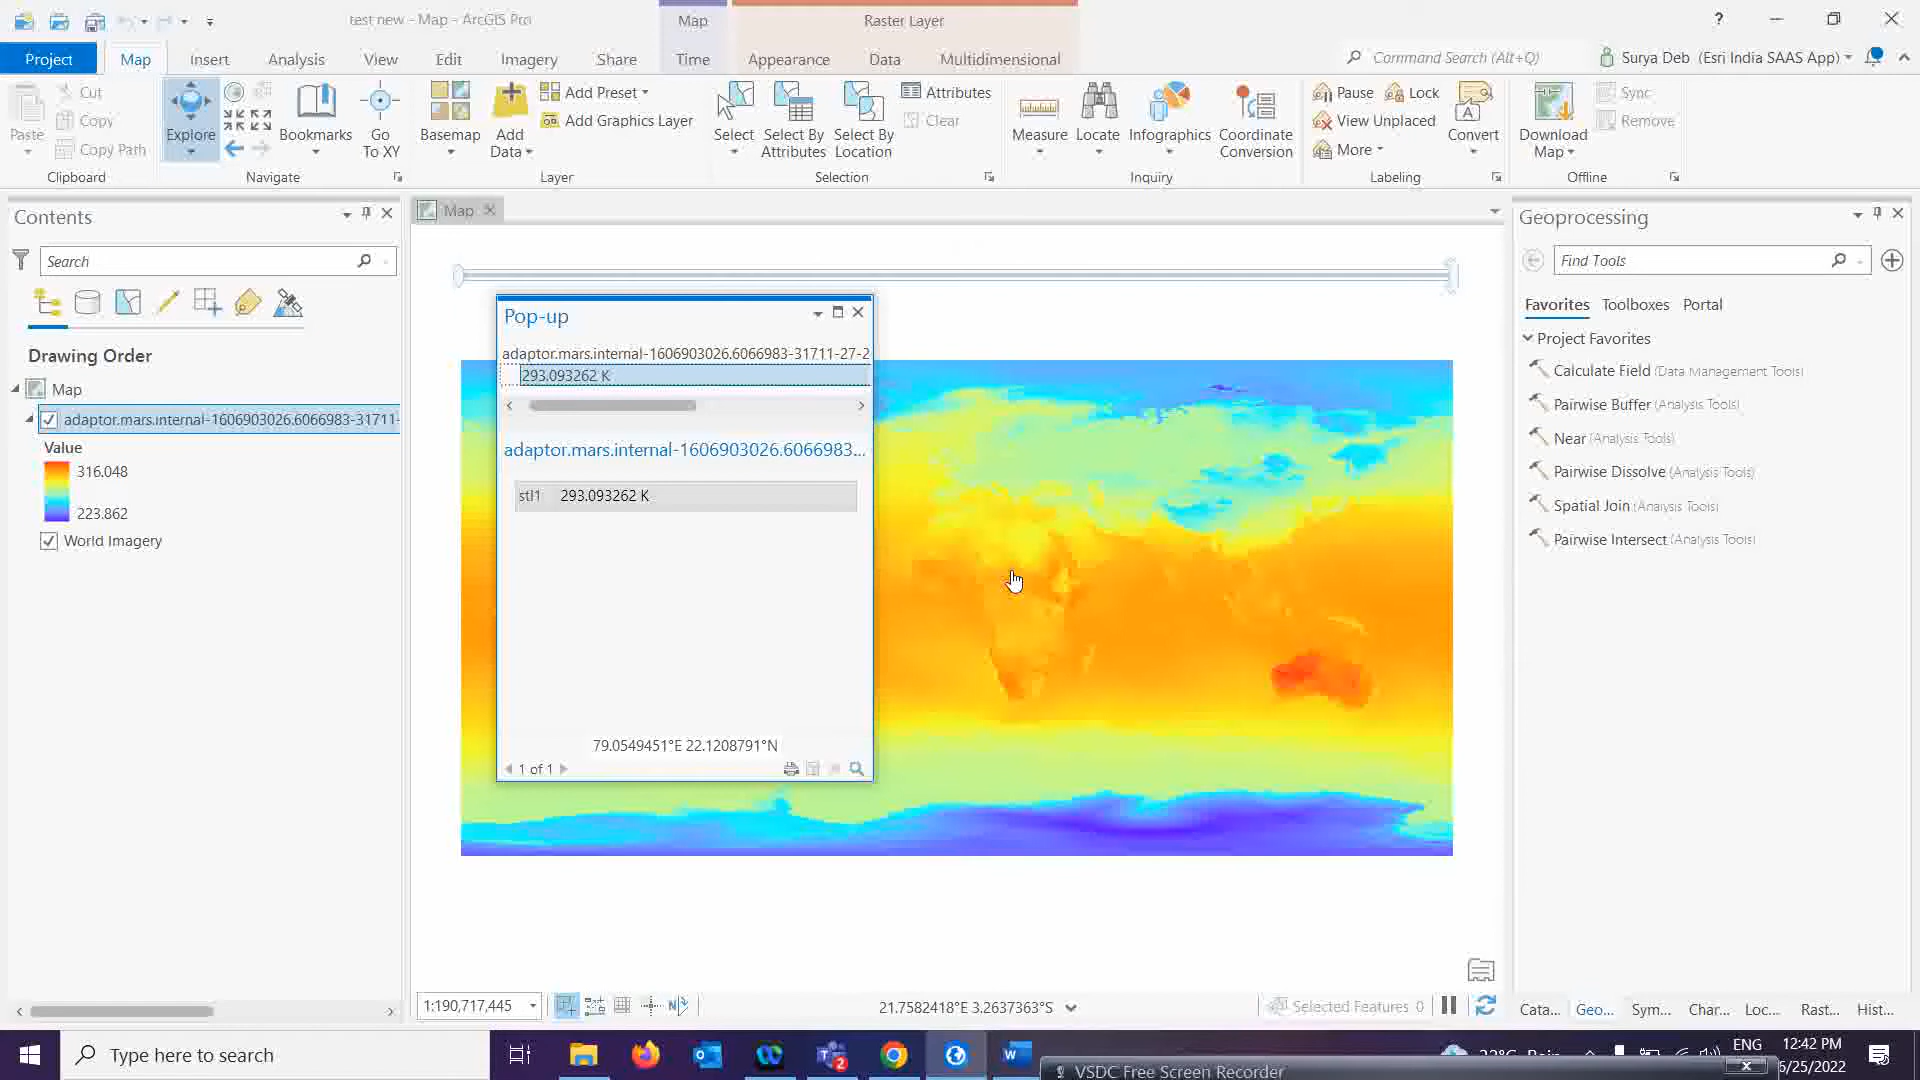 test new - Map - ArcGIS Pro
Map
Raster Layer
?
Project
Map
Insert
Analysis
View
Edit
Imagery
Share
Time
Appearance
Data
Multidimensional
Command Search (Alt+Q)
Surya Deb (Esri India SAAS App)
Paste
Cut
Copy
Copy Path
Clipboard
Explore
Bookmarks
Go
To XY
Navigate
Basemap
Add
Data
Add Preset
Add Graphics Layer
Layer
Select
Select By
Attributes
Select By
Location
Attributes
Clear
Selection
Measure
Locate
Infographics
Coordinate
Conversion
Inquiry
Pause
Lock
View Unplaced
More
Convert
Labeling
Download
Map
Sync
Remove
Offline
Contents
Search
Drawing Order
Map
adaptor.mars.internal-1606903026.6066983-31711-
Value
316.048
223.862
World Imagery
Map
Pop-up
adaptor.mars.internal-1606903026.6066983-31711-27-2
293.093262 K
adaptor.mars.internal-1606903026.6066983...
stl1 293.093262 K
79.0549451°E 22.1208791°N
1 of 1
1:190,717,445
21.7582418°E 3.2637363°S
Selected Features 0
Geoprocessing
Find Tools
Favorites
Toolboxes
Portal
Project Favorites
Calculate Field (Data Management Tools)
Pairwise Buffer (Analysis Tools)
Near (Analysis Tools)
Pairwise Dissolve (Analysis Tools)
Spatial Join (Analysis Tools)
Pairwise Intersect (Analysis Tools)
Cata...
Geo...
Sym...
Char...
Loc...
Rast...
Hist...
Type here to search
2
ENG
12:42 PM
6/25/2022
VSDC Free Screen Recorder